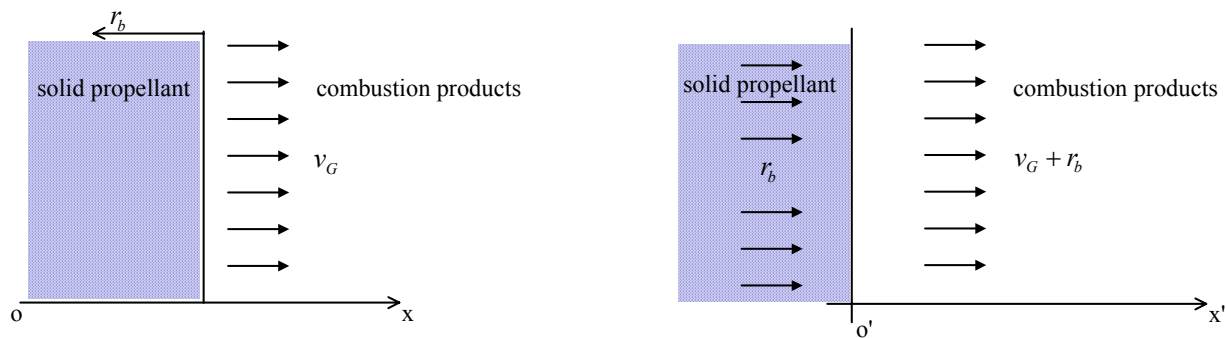 r_b
solid propellant
combustion products
v_G
o
x
solid propellant
combustion products
r_b
v_G + r_b
o'
x'